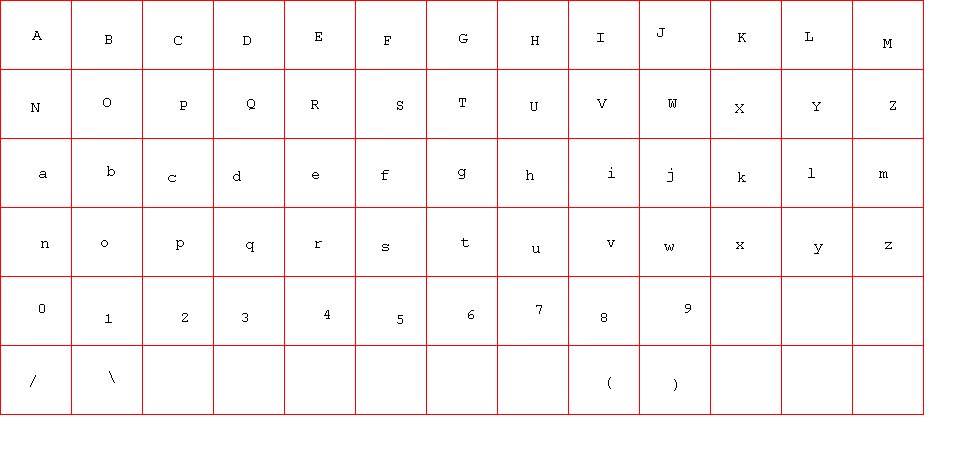 A B C D E F G H I J K L M
N O P Q R S T U V W X Y Z
a b c d e f g h i j k l m
n o p q r s t u v w x y z
0 1 2 3 4 5 6 7 8 9
/ \ ( )